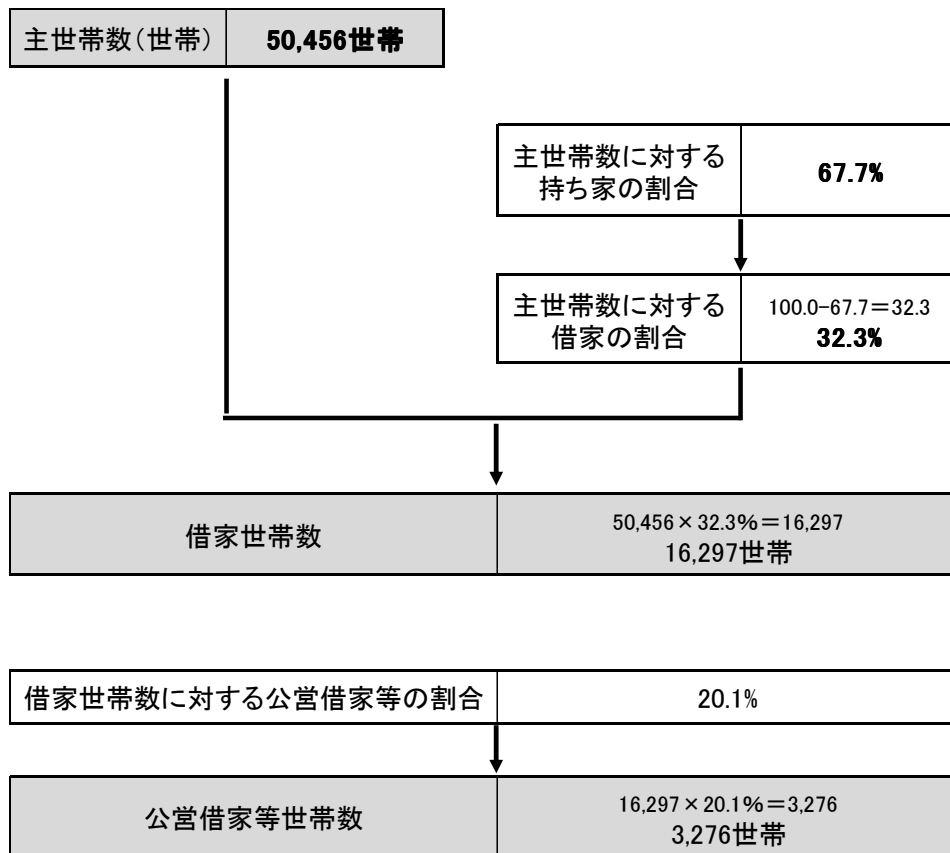 主世帯数(世帯) 50,456世帯
主世帯数に対する
持ち家の割合
67.7%
主世帯数に対する
借家の割合
100.0-67.7=32.3
32.3%
借家世帯数
50,456×32.3%=16,297
16,297世帯
借家世帯数に対する公営借家等の割合 20.1%
公営借家等世帯数
16,297×20.1%=3,276
3,276世帯